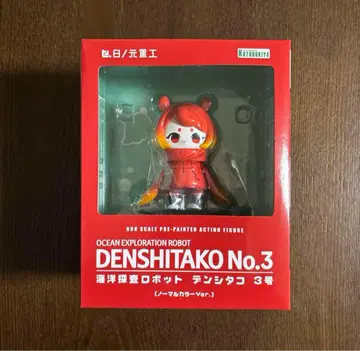 日ノ元重工
KOTOBUKIYA
NON SCALE PRE-PAINTED ACTION FIGURE
OCEAN EXPLORATION ROBOT
DENSHITAKO No.3
海洋探査ロボット デンシタコ 3号
[ノーマルカラーVer.]